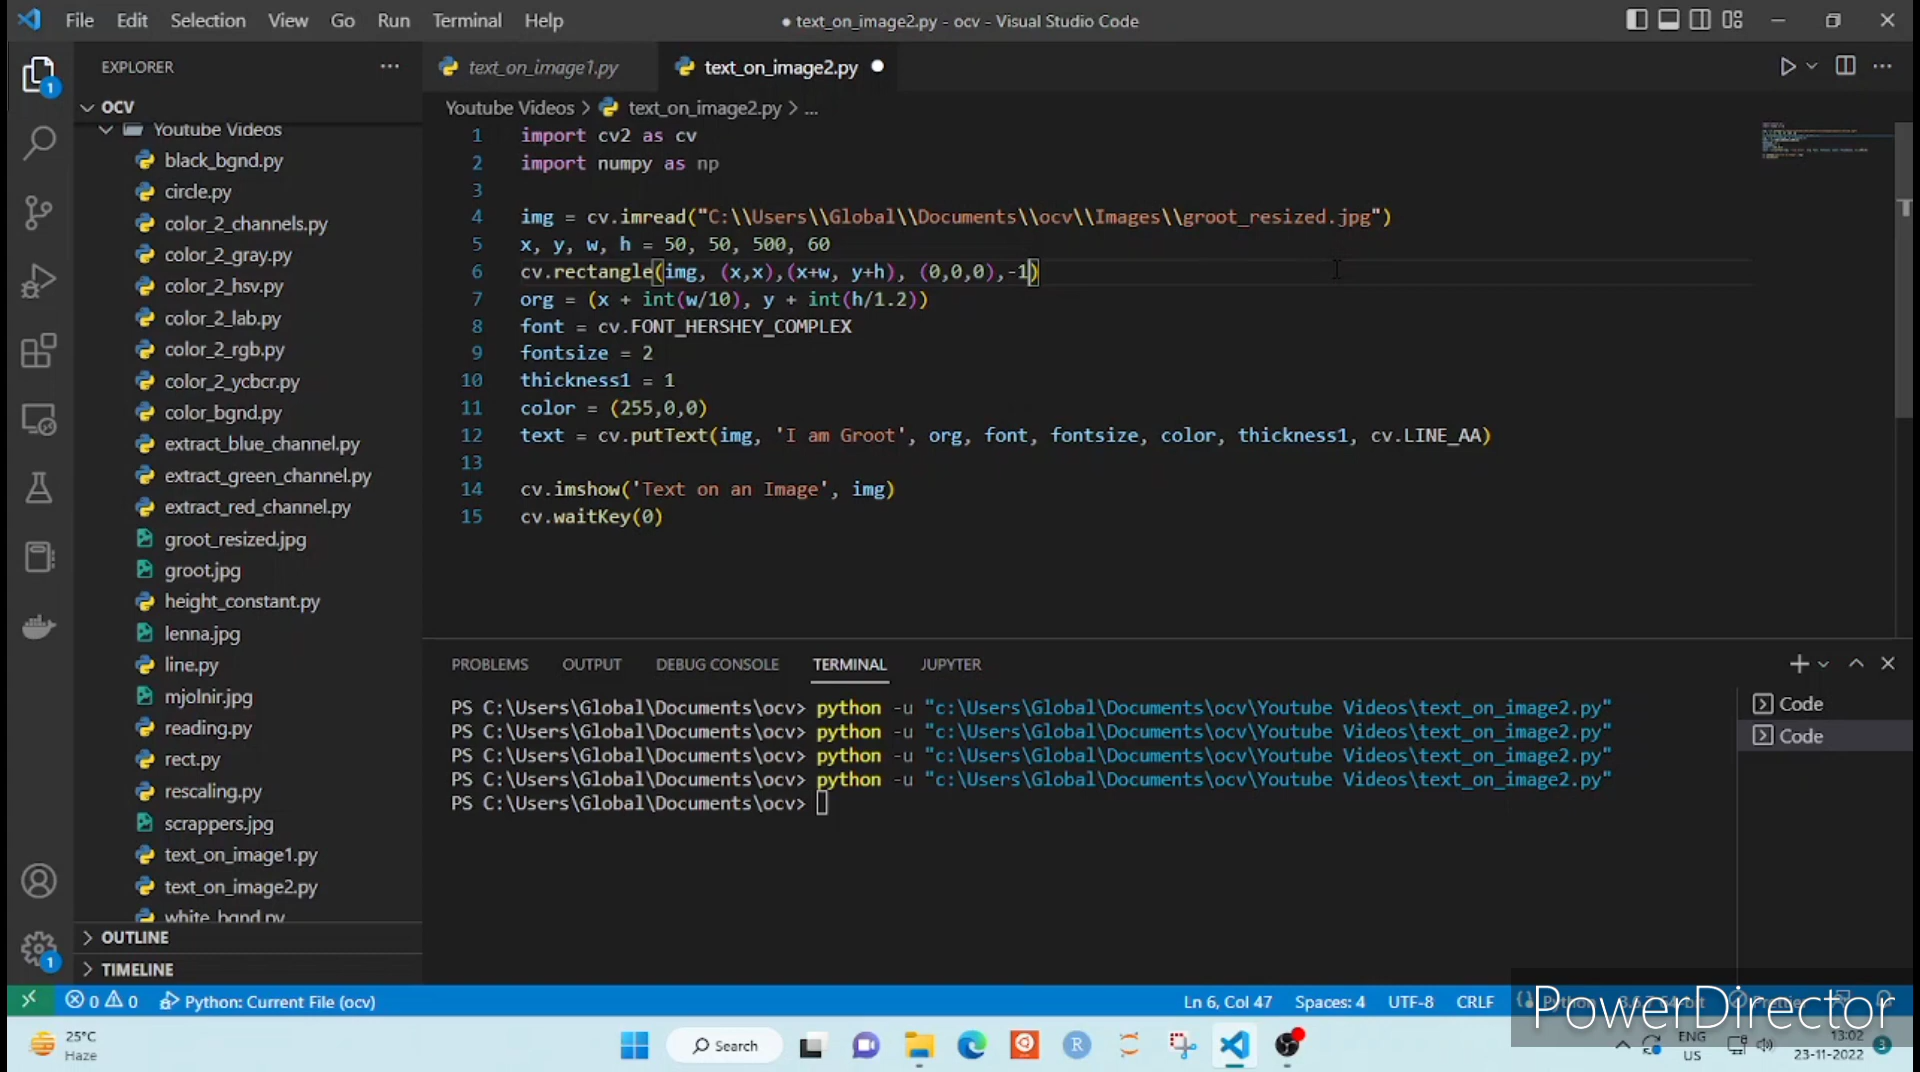 File Edit Selection View Go Run Terminal Help
● text_on_image2.py - ocv - Visual Studio Code
EXPLORER
OCV
Youtube Videos
black_bgnd.py
circle.py
color_2_channels.py
color_2_gray.py
color_2_hsv.py
color_2_lab.py
color_2_rgb.py
color_2_ycbcr.py
color_bgnd.py
extract_blue_channel.py
extract_green_channel.py
extract_red_channel.py
groot_resized.jpg
groot.jpg
height_constant.py
lenna.jpg
line.py
mjolnir.jpg
reading.py
rect.py
rescaling.py
scrappers.jpg
text_on_image1.py
text_on_image2.py
white_bgnd.py
OUTLINE
TIMELINE
1
1
text_on_image1.py
text_on_image2.py
Youtube Videos > text_on_image2.py > ...
1 import cv2 as cv
2 import numpy as np
3
4 img = cv.imread("C:\\Users\\Global\\Documents\\ocv\\Images\\groot_resized.jpg")
5 x, y, w, h = 50, 50, 500, 60
6 cv.rectangle(img, (x,x),(x+w, y+h), (0,0,0),-1)
7 org = (x + int(w/10), y + int(h/1.2))
8 font = cv.FONT_HERSHEY_COMPLEX
9 fontsize = 2
10 thickness1 = 1
11 color = (255,0,0)
12 text = cv.putText(img, 'I am Groot', org, font, fontsize, color, thickness1, cv.LINE_AA)
13
14 cv.imshow('Text on an Image', img)
15 cv.waitKey(0)
PROBLEMS OUTPUT DEBUG CONSOLE TERMINAL JUPYTER
PS C:\Users\Global\Documents\ocv> python -u "c:\Users\Global\Documents\ocv\Youtube Videos\text_on_image2.py"
PS C:\Users\Global\Documents\ocv> python -u "c:\Users\Global\Documents\ocv\Youtube Videos\text_on_image2.py"
PS C:\Users\Global\Documents\ocv> python -u "c:\Users\Global\Documents\ocv\Youtube Videos\text_on_image2.py"
PS C:\Users\Global\Documents\ocv> python -u "c:\Users\Global\Documents\ocv\Youtube Videos\text_on_image2.py"
PS C:\Users\Global\Documents\ocv>
Code
Code
0 0 Python: Current File (ocv)
Ln 6, Col 47 Spaces: 4 UTF-8 CRLF
PowerDirector
25°C
Haze
Search
R
ENG
US
13:02
23-11-2022
3